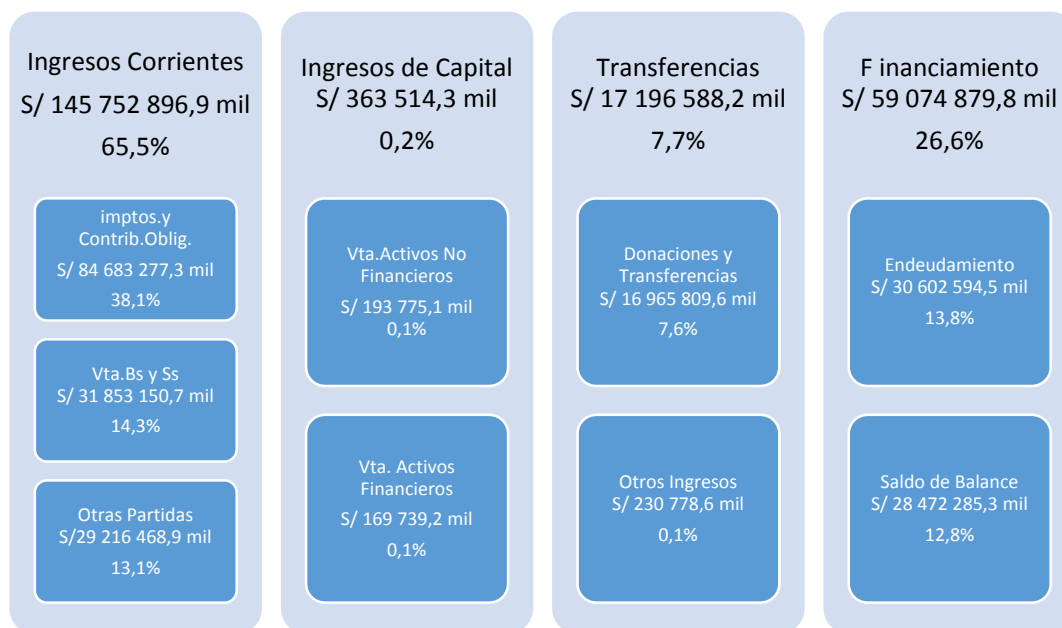 Ingresos Corrientes
S/ 145 752 896,9 mil
65,5%
imptos.y
Contrib.Oblig.
S/ 84 683 277,3 mil
38,1%
Vta.Bs y Ss
S/ 31 853 150,7 mil
14,3%
Otras Partidas
S/29 216 468,9 mil
13,1%
Ingresos de Capital
S/ 363 514,3 mil
0,2%
Vta.Activos No
Financieros
S/ 193 775,1 mil
0,1%
Vta. Activos
Financieros
S/ 169 739,2 mil
0,1%
Transferencias
S/ 17 196 588,2 mil
7,7%
Donaciones y
Transferencias
S/ 16 965 809,6 mil
7,6%
Otros Ingresos
S/ 230 778,6 mil
0,1%
F inanciamiento
S/ 59 074 879,8 mil
26,6%
Endeudamiento
S/ 30 602 594,5 mil
13,8%
Saldo de Balance
S/ 28 472 285,3 mil
12,8%